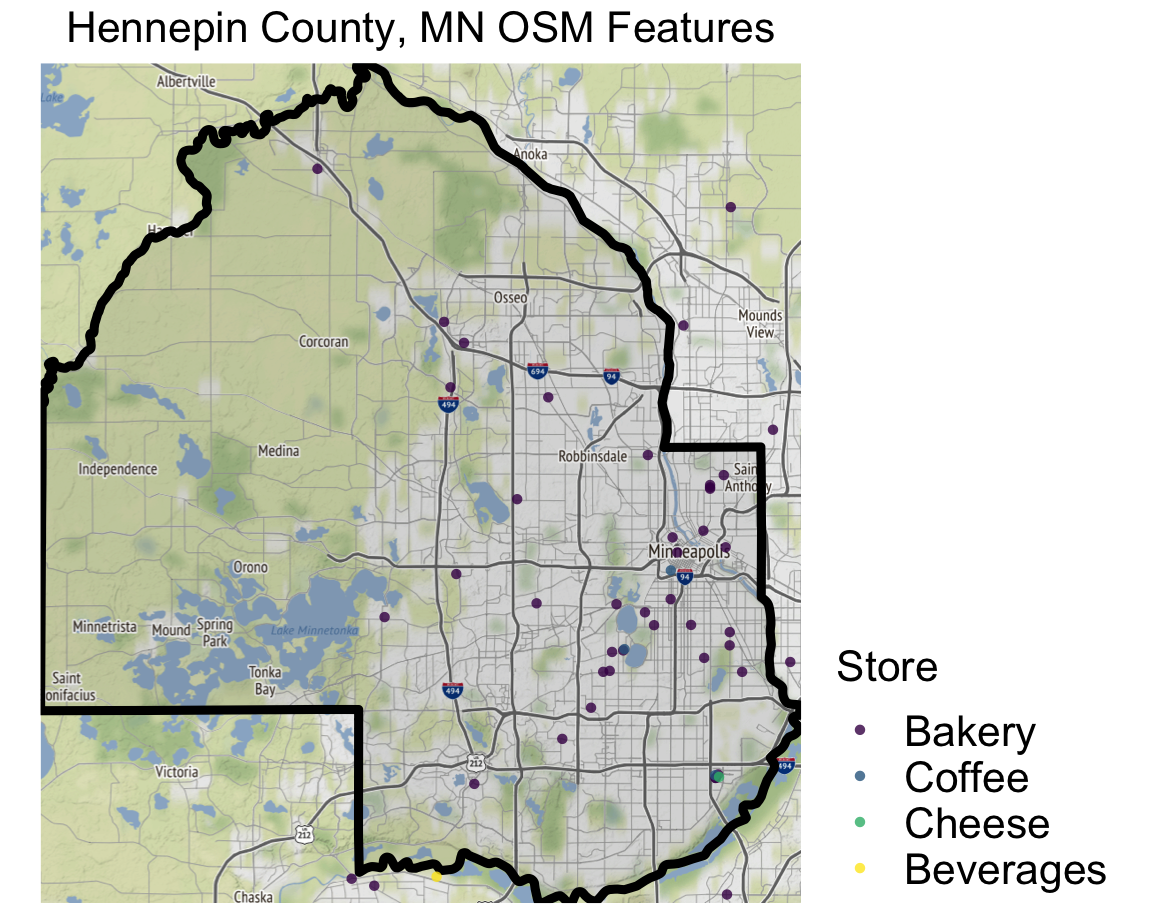 Hennepin County, MN OSM Features
Albertville
Lake
Anoka
Osseo
Mounds
View
Corcoran
694
94
494
Medina
Robbinsdale
Independence
Saint
Anthony
Minneapolis
94
Orono
Minnetrista
Mound
Spring
Park
Lake Minnetonka
Tonka
Bay
Saint
onifacius
494
Victoria
212
494
212
Chaska
Store
Bakery
Coffee
Cheese
Beverages